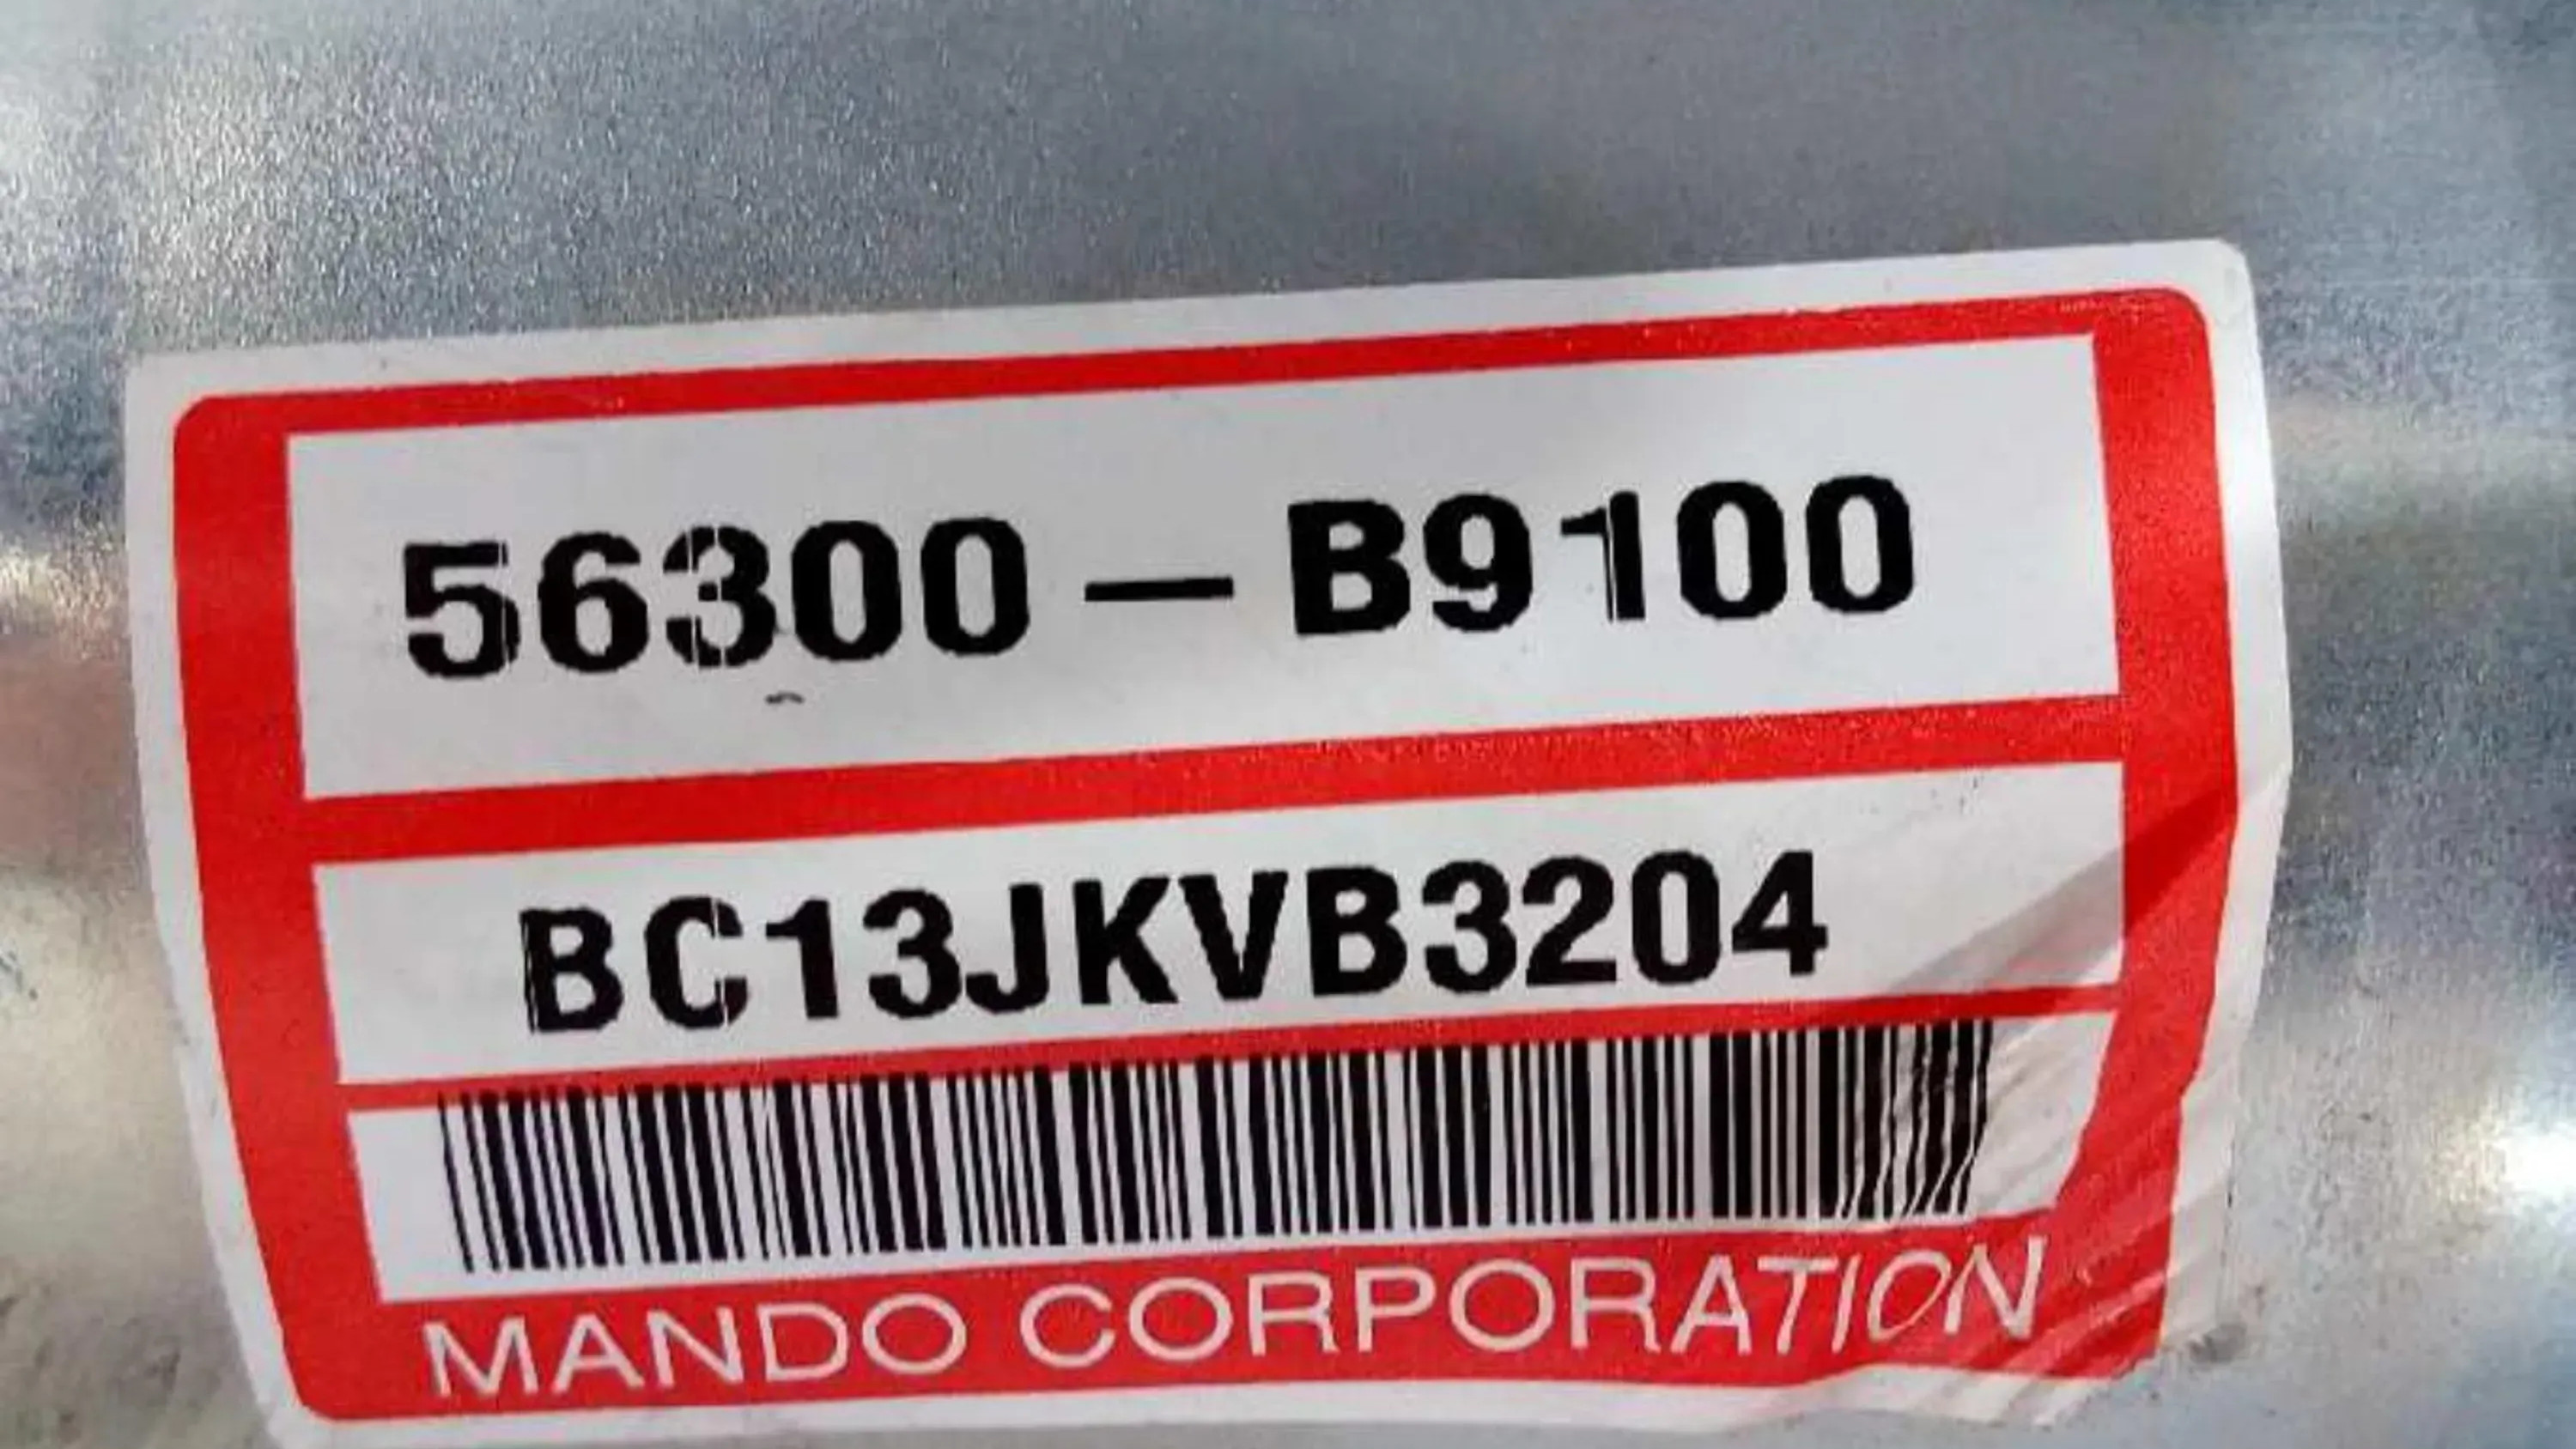 56300-B9100
BC13JKVB3204
MANDO CORPORATION